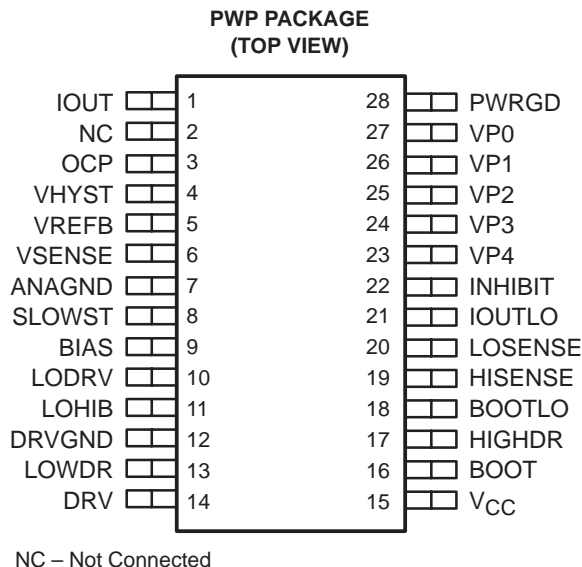 PWP PACKAGE
(TOP VIEW)
IOUT 1 28 PWRGD
NC 2 27 VP0
OCP 3 26 VP1
VHYST 4 25 VP2
VREFB 5 24 VP3
VSENSE 6 23 VP4
ANAGND 7 22 INHIBIT
SLOWST 8 21 IOUTLO
BIAS 9 20 LOSENSE
LODRV 10 19 HISENSE
LOHIB 11 18 BOOTLO
DRVGND 12 17 HIGHDR
LOWDR 13 16 BOOT
DRV 14 15 VCC
NC – Not Connected